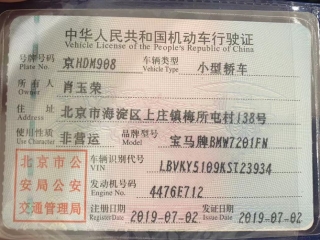 中华人民共和国机动车行驶证
Vehicle License of the People's Republic of China
号牌号码 京HDM908 车辆类型 小型轿车
Plate No. Vehicle Type
所有人 肖玉荣
Owner
住址 北京市海淀区上庄镇梅所屯村138号
Address
使用性质 非营运 品牌型号 宝马牌BMW7201FN
Use Character Model
北京市公 车辆识别代号 LBVKY5109KST23934
VIN
安局公安 发动机号码 4476E712
Engine No.
交通管理局 注册日期 2019-07-02 发证日期 2019-07-02
Register Date Issue Date